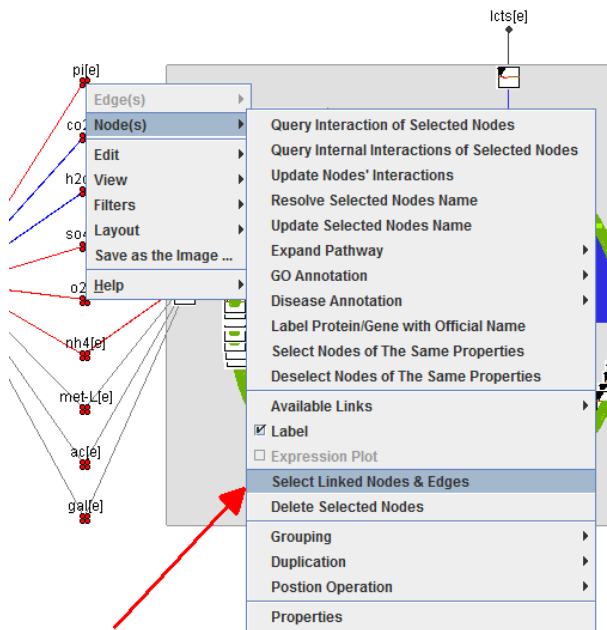 lcts[e]
pi[e]
Edge(s)
Node(s)
Edit
View
Filters
Layout
Save as the Image ...
Help
Query Interaction of Selected Nodes
Query Internal Interactions of Selected Nodes
Update Nodes' Interactions
Resolve Selected Nodes Name
Update Selected Nodes Name
Expand Pathway
GO Annotation
Disease Annotation
Label Protein/Gene with Official Name
Select Nodes of The Same Properties
Deselect Nodes of The Same Properties
Available Links
Label
Expression Plot
Select Linked Nodes & Edges
Delete Selected Nodes
Grouping
Duplication
Postion Operation
Properties
nh4[e]
met-L[e]
ac[e]
gal[e]